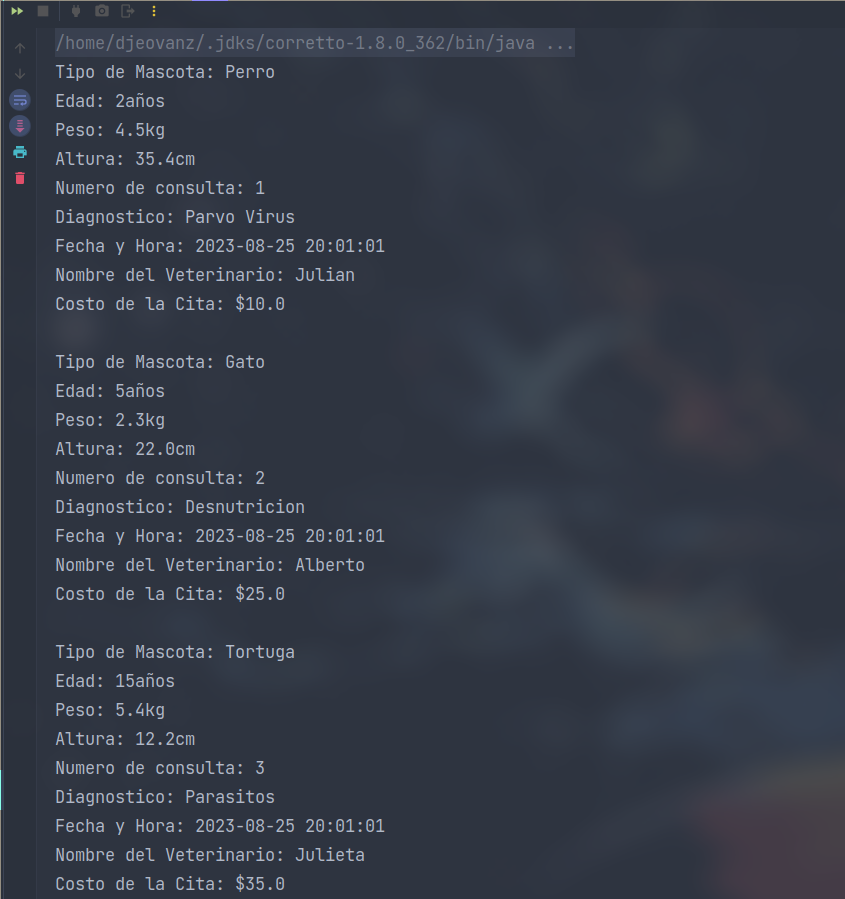 /home/djeovanz/.jdks/corretto-1.8.0_362/bin/java ...
Tipo de Mascota: Perro
Edad: 2años
Peso: 4.5kg
Altura: 35.4cm
Numero de consulta: 1
Diagnostico: Parvo Virus
Fecha y Hora: 2023-08-25 20:01:01
Nombre del Veterinario: Julian
Costo de la Cita: $10.0

Tipo de Mascota: Gato
Edad: 5años
Peso: 2.3kg
Altura: 22.0cm
Numero de consulta: 2
Diagnostico: Desnutricion
Fecha y Hora: 2023-08-25 20:01:01
Nombre del Veterinario: Alberto
Costo de la Cita: $25.0

Tipo de Mascota: Tortuga
Edad: 15años
Peso: 5.4kg
Altura: 12.2cm
Numero de consulta: 3
Diagnostico: Parasitos
Fecha y Hora: 2023-08-25 20:01:01
Nombre del Veterinario: Julieta
Costo de la Cita: $35.0